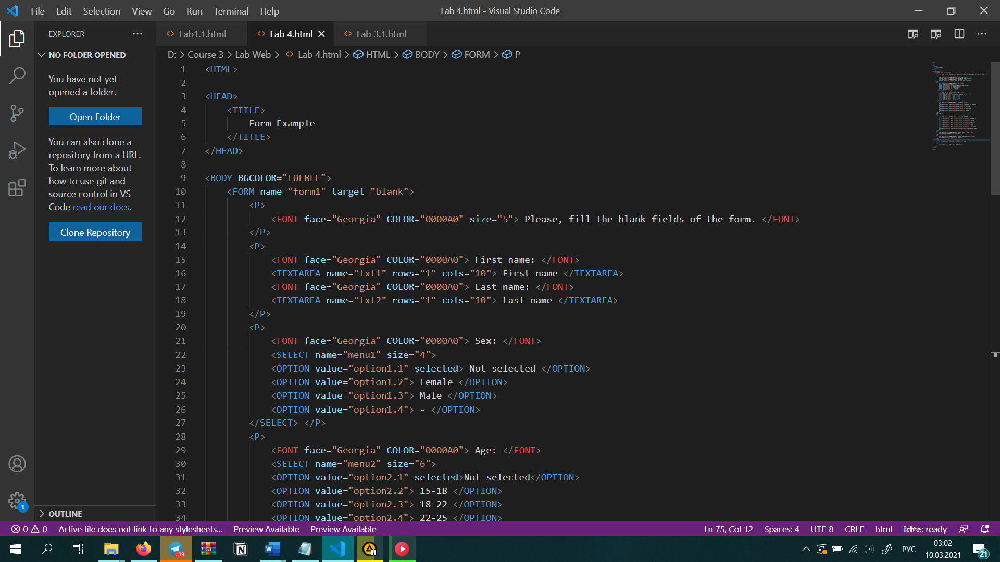 File Edit Selection View Go Run Terminal Help
Lab 4.html - Visual Studio Code
EXPLORER
Lab1.1.html
Lab 4.html
Lab 3.1.html
NO FOLDER OPENED
You have not yet
opened a folder.
Open Folder
You can also clone a
repository from a URL.
To learn more about
how to use git and
source control in VS
Code read our docs.
Clone Repository
OUTLINE
D: > Course 3 > Lab Web > Lab 4.html > HTML > BODY > FORM > P
1 <HTML>
2
3 <HEAD>
4 <TITLE>
5 Form Example
6 </TITLE>
7 </HEAD>
8
9 <BODY BGCOLOR="F0F8FF">
10 <FORM name="form1" target="blank">
11 <P>
12 <FONT face="Georgia" COLOR="0000A0" size="5"> Please, fill the blank fields of the form. </FONT>
13 </P>
14 <P>
15 <FONT face="Georgia" COLOR="0000A0"> First name: </FONT>
16 <TEXTAREA name="txt1" rows="1" cols="10"> First name </TEXTAREA>
17 <FONT face="Georgia" COLOR="0000A0"> Last name: </FONT>
18 <TEXTAREA name="txt2" rows="1" cols="10"> Last name </TEXTAREA>
19 </P>
20 <P>
21 <FONT face="Georgia" COLOR="0000A0"> Sex: </FONT>
22 <SELECT name="menu1" size="4">
23 <OPTION value="option1.1" selected> Not selected </OPTION>
24 <OPTION value="option1.2"> Female </OPTION>
25 <OPTION value="option1.3"> Male </OPTION>
26 <OPTION value="option1.4"> - </OPTION>
27 </SELECT> </P>
28 <P>
29 <FONT face="Georgia" COLOR="0000A0"> Age: </FONT>
30 <SELECT name="menu2" size="6">
31 <OPTION value="option2.1" selected>Not selected</OPTION>
32 <OPTION value="option2.2"> 15-18 </OPTION>
33 <OPTION value="option2.3"> 18-22 </OPTION>
34 <OPTION value="option2.4"> 22-25 </OPTION>
1
0 0 Active file does not link to any stylesheets... Preview Available Preview Available
Ln 75, Col 12 Spaces: 4 UTF-8 CRLF html kite: ready
..39
N
W
РУС
03:02
10.03.2021
21